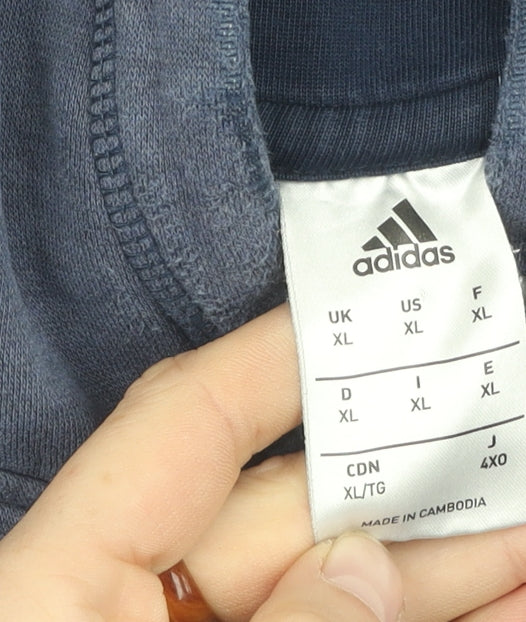 adidas
UK US F
XL XL XL
D I E
XL XL XL
CDN J
XL/TG 4XO
MADE IN CAMBODIA